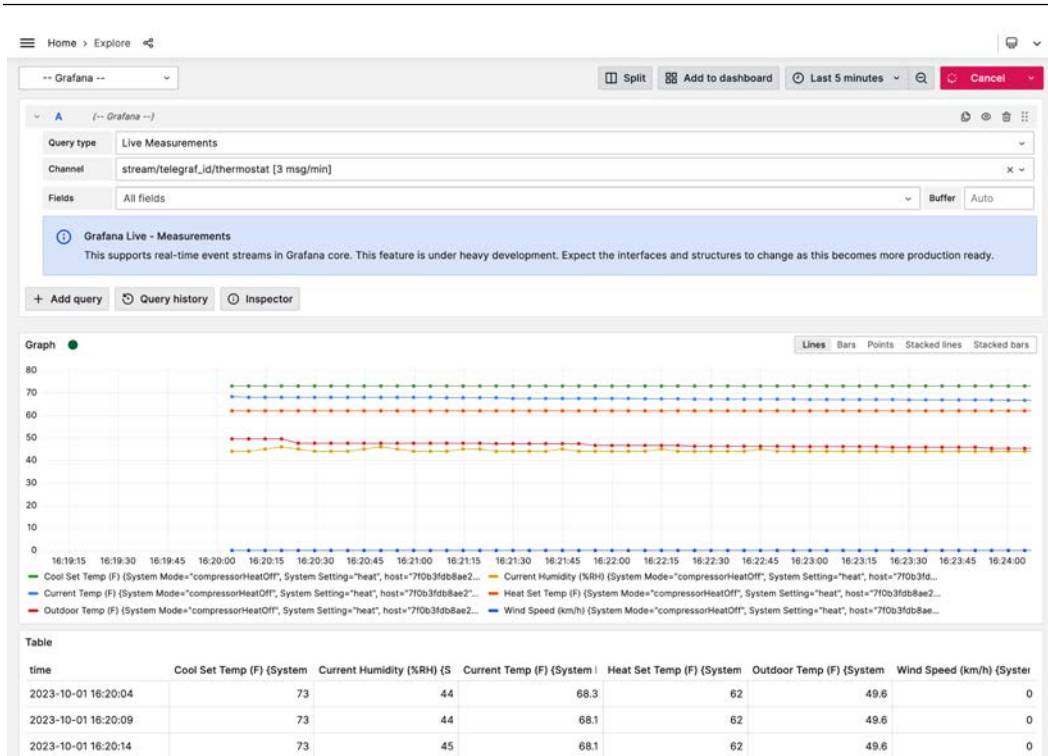 Home › Explore
-- Grafana --
Split
Add to dashboard
Last 5 minutes
Cancel
A
(-- Grafana --)
Query type
Live Measurements
Channel
stream/telegraf_id/thermostat [3 msg/min]
Fields
All fields
Buffer
Auto
Grafana Live - Measurements
This supports real-time event streams in Grafana core. This feature is under heavy development. Expect the interfaces and structures to change as this becomes more production ready.
+ Add query
Query history
Inspector
Graph
Lines Bars Points Stacked lines Stacked bars
80
70
60
50
40
30
20
10
0
16:19:15 16:19:30 16:19:45 16:20:00 16:20:15 16:20:30 16:20:45 16:21:00 16:21:15 16:21:30 16:21:45 16:22:00 16:22:15 16:22:30 16:22:45 16:23:00 16:23:15 16:23:30 16:23:45 16:24:00
Cool Set Temp (F) {System Mode="compressorHeatOff", System Setting="heat", host="7f0b3fdb8ae2...
Current Humidity (%RH) {System Mode="compressorHeatOff", System Setting="heat", host="7f0b3fd...
Current Temp (F) {System Mode="compressorHeatOff", System Setting="heat", host="7f0b3fdb8ae2"...
Heat Set Temp (F) {System Mode="compressorHeatOff", System Setting="heat", host="7f0b3fdb8ae2...
Outdoor Temp (F) {System Mode="compressorHeatOff", System Setting="heat", host="7f0b3fdb8ae2...
Wind Speed (km/h) {System Mode="compressorHeatOff", System Setting="heat", host="7f0b3fdb8ae...
Table
time Cool Set Temp (F) {System Current Humidity (%RH) {S Current Temp (F) {System Heat Set Temp (F) {System Outdoor Temp (F) {System Wind Speed (km/h) {System
2023-10-01 16:20:04 73 44 68.3 62 49.6 0
2023-10-01 16:20:09 73 44 68.1 62 49.6 0
2023-10-01 16:20:14 73 45 68.1 62 49.6 0